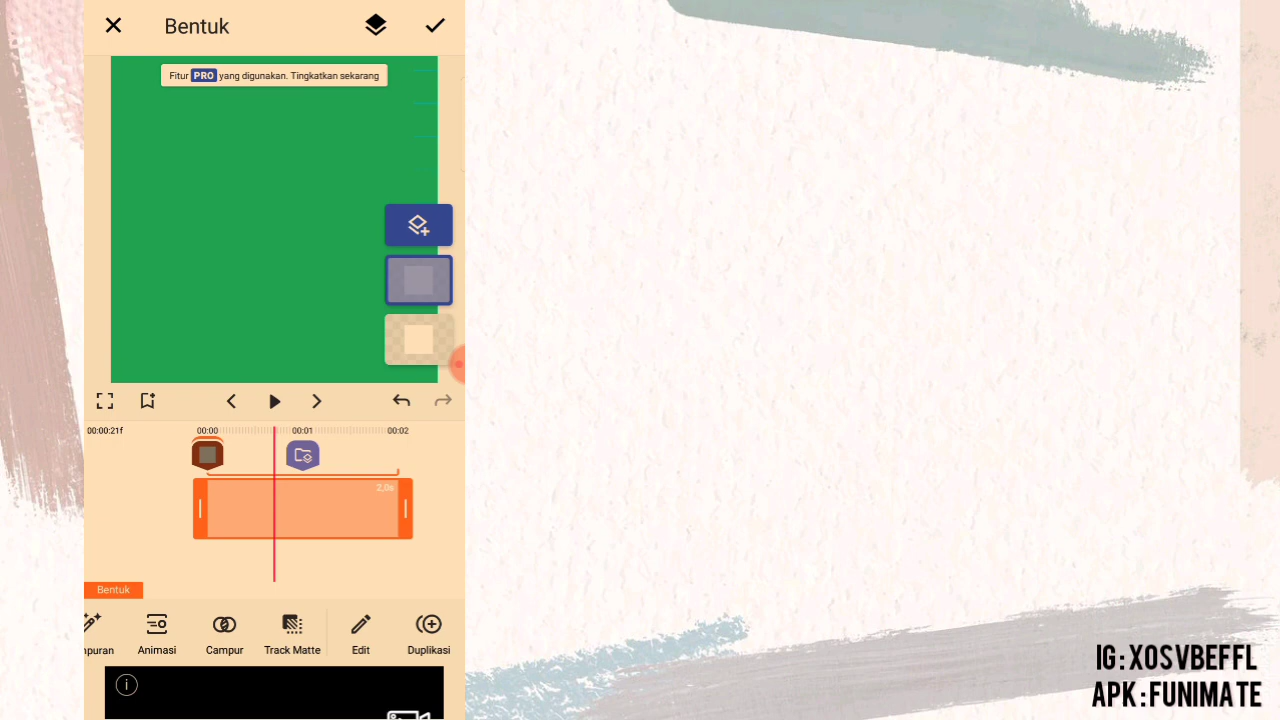 Bentuk
Fitur PRO yang digunakan. Tingkatkan sekarang
00:00:21f
00:00
00:01
00:02
2,0s
Bentuk
npuran
Animasi
Campur
Track Matte
Edit
Duplikasi
IG : XOSVBEFFL
APK : FUNIMATE